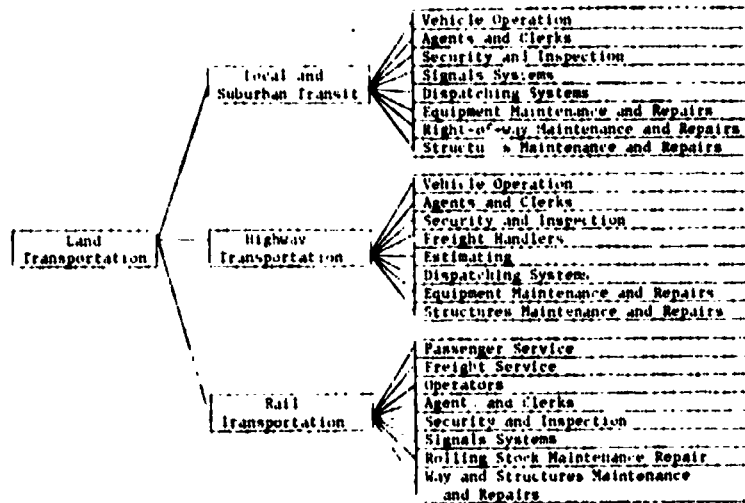 Land
Transportation
Local and
Suburban Transit
Vehicle Operation
Agents and Clerks
Security and Inspection
Signals Systems
Dispatching Systems
Equipment Maintenance and Repairs
Right-of-way Maintenance and Repairs
Maintenance and Repairs
Highway
Transportation
Vehicle Operation
Agents and Clerks
Security and Inspection
Freight Handlers
Estimating
Dispatching Systems
Equipment Maintenance and Repairs
Structures Maintenance and Repairs
Rail
Transportation
Passenger Service
Freight Service
Operators
Agent and Clerks
Security and Inspection
Signals Systems
Rolling Stock Maintenance Repair
Way and Structures Maintenance
and Repairs